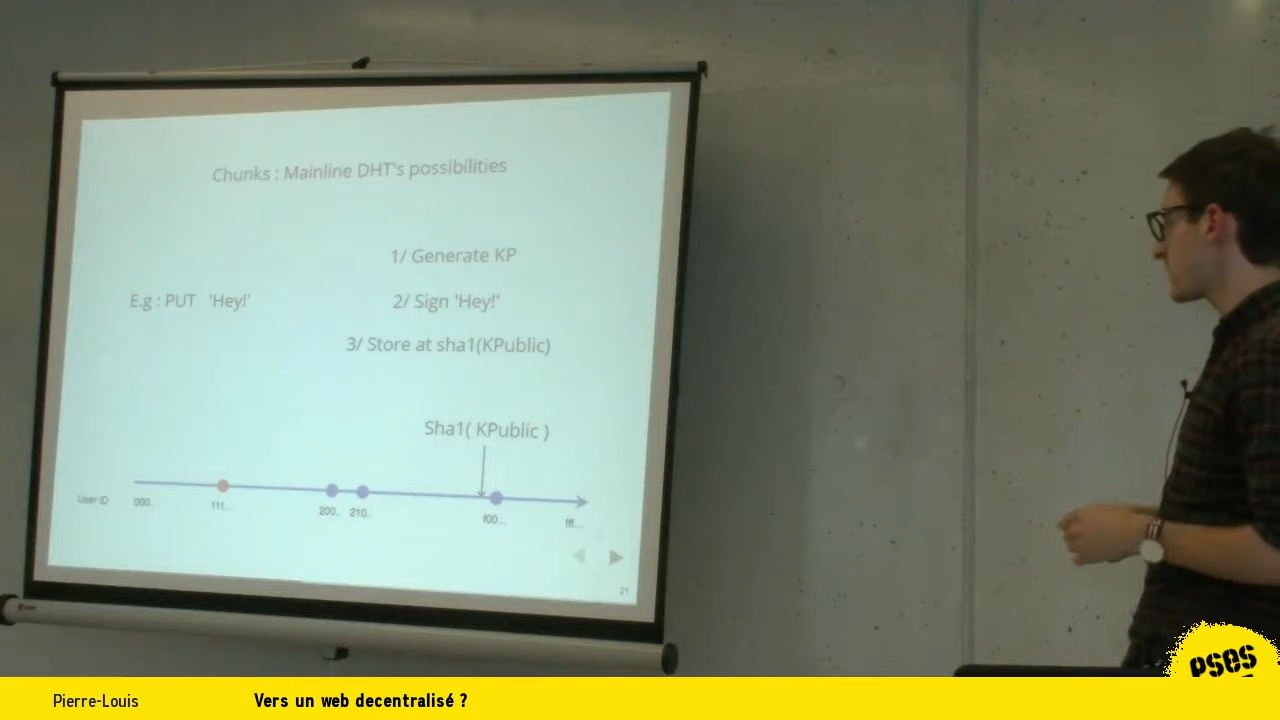 Chunks : Mainline DHT's possibilities
1/ Generate KP
E.g : PUT 'Hey!'
2/ Sign 'Hey!'
3/ Store at sha1(KPublic)
Sha1( KPublic )
User ID
000..
111...
200..
210..
f00...
fff...
21
pses
Pierre-Louis
Vers un web decentralisé ?